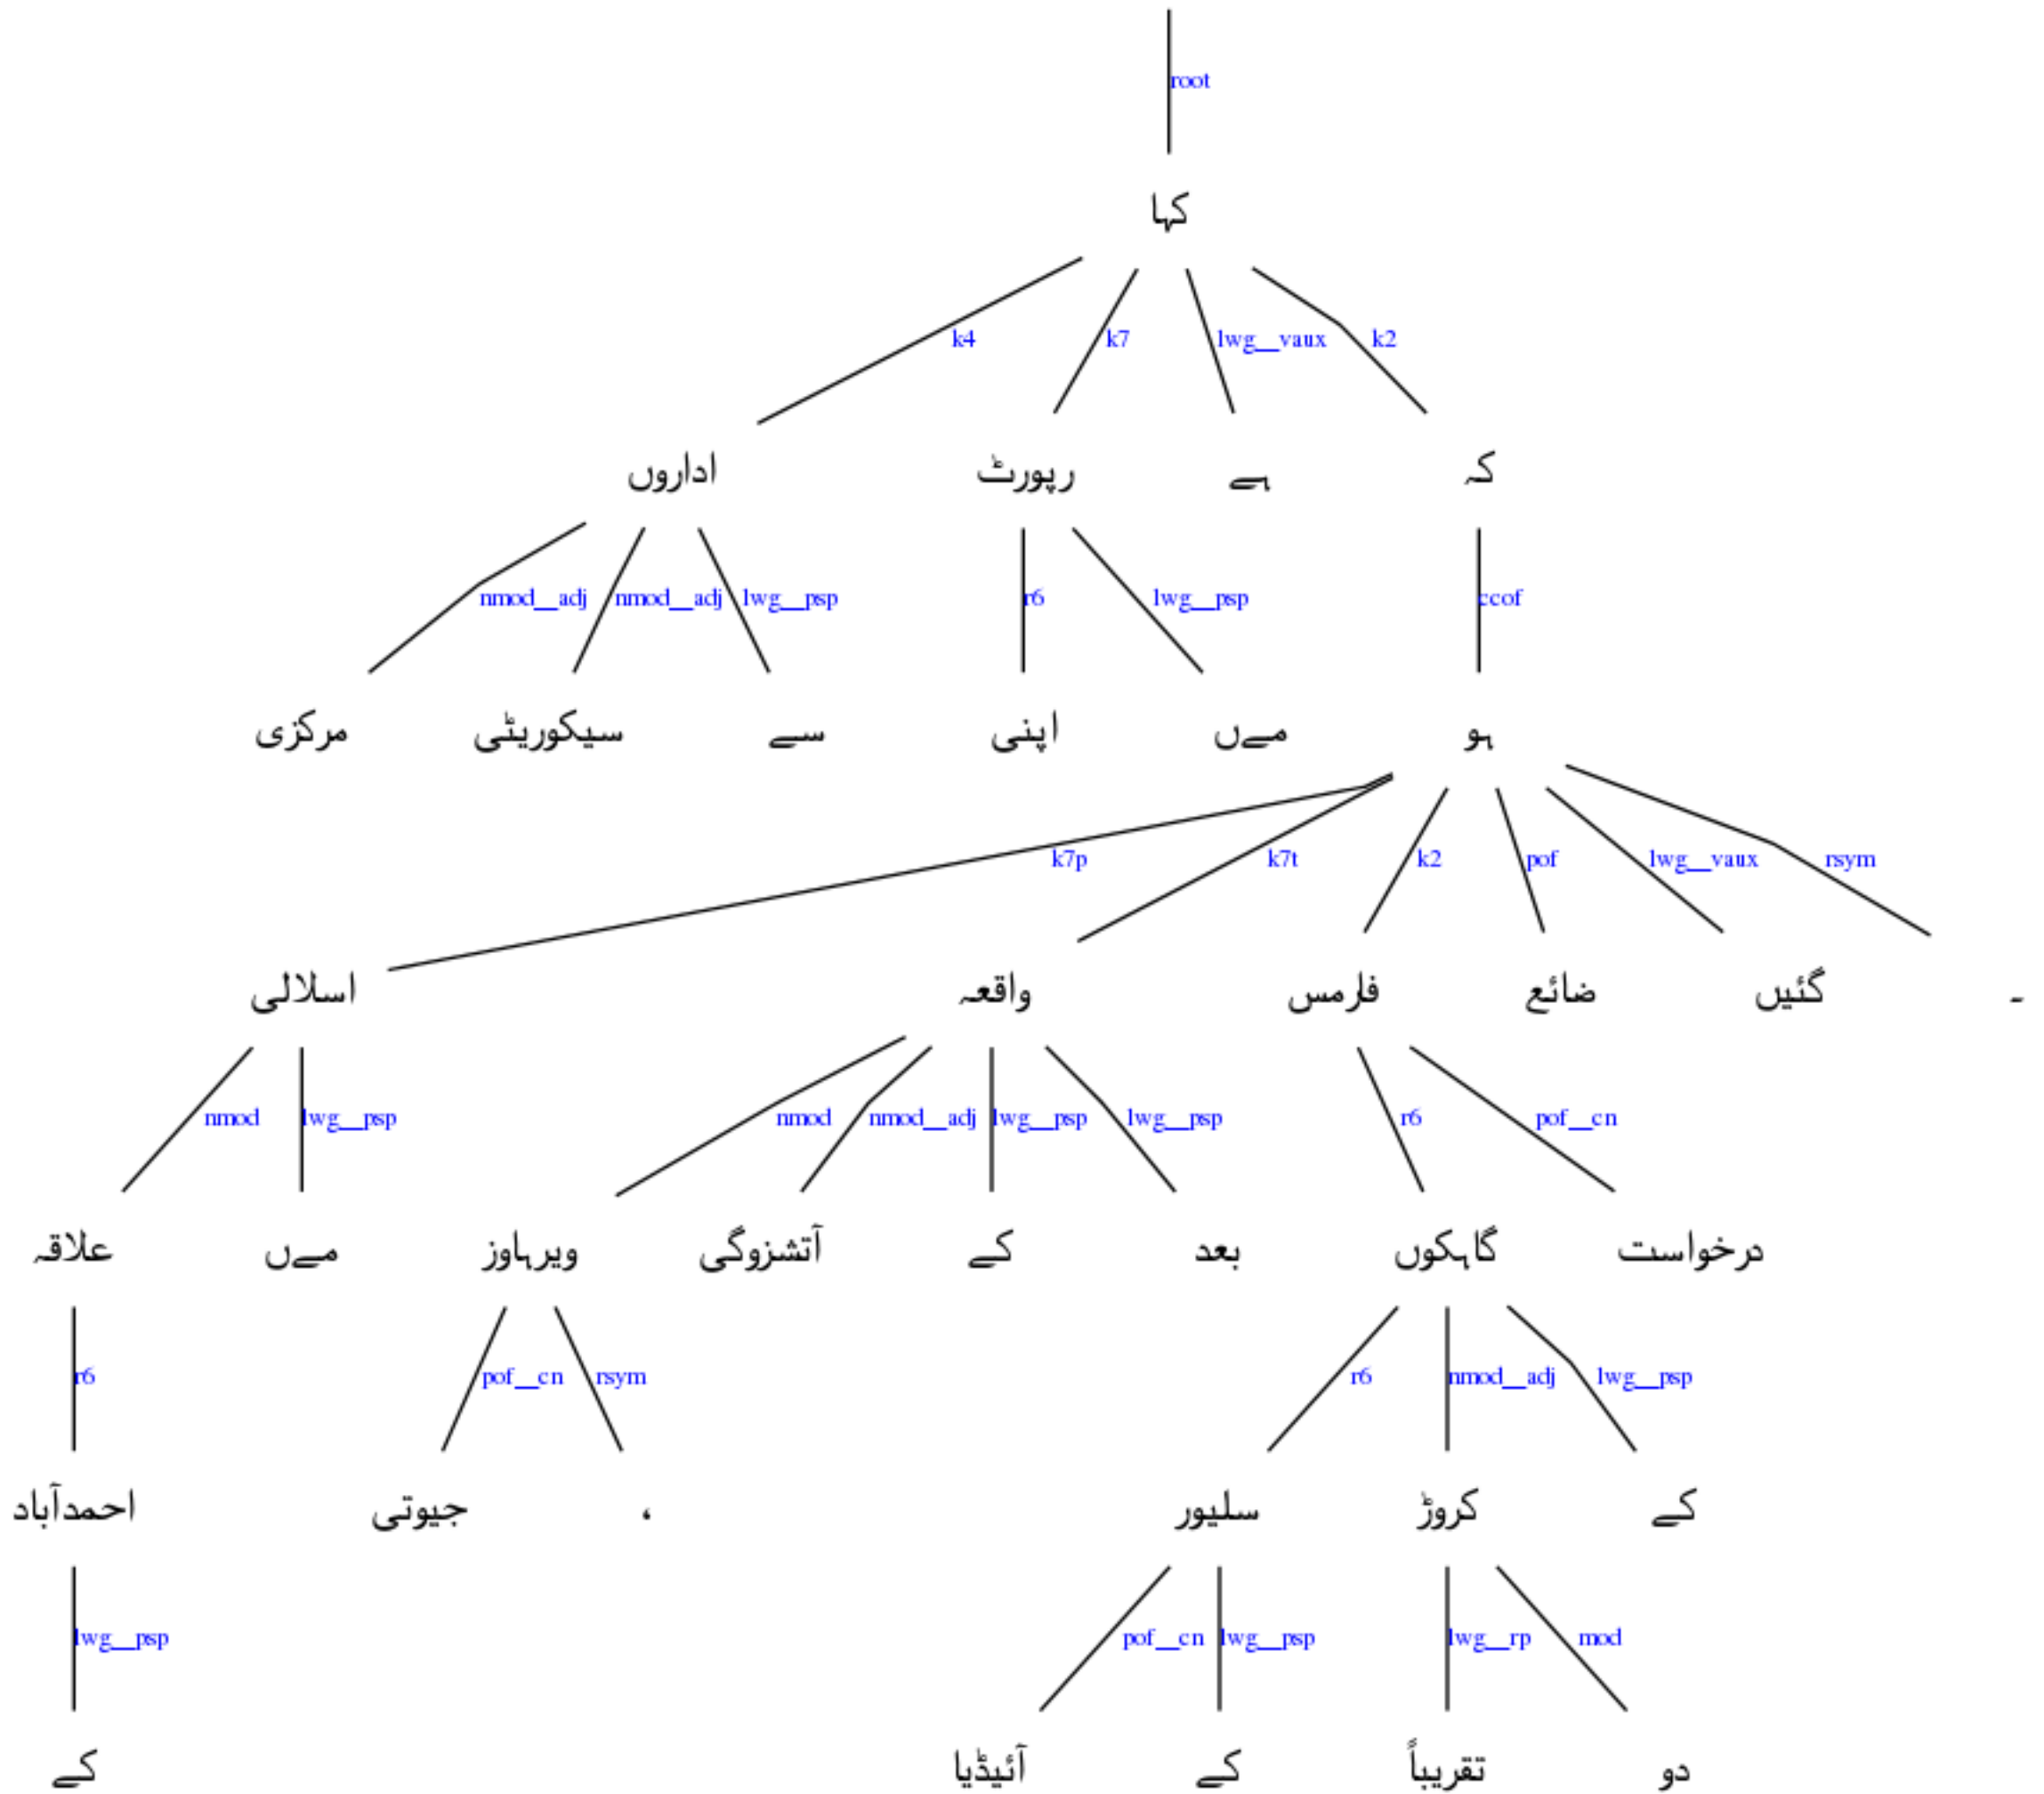 root
کہا
k4 k7 lwg__vaux k2
اداروں رپورٹ ہے کہ
nmod__adj nmod__adj lwg__psp r6 lwg__psp ccof
مرکزی سیکوریٹی سے اپنی مےں ہو
k7p k7t k2 pof lwg__vaux rsym
اسلالی واقعہ فارمس ضائع گئیں ۔
nmod lwg__psp nmod nmod__adj lwg__psp lwg__psp r6 pof__cn
علاقہ مےں ویرہاوز آتشزوگی کے بعد گاہکوں درخواست
r6 pof__cn rsym r6 nmod__adj lwg__psp
احمدآباد جیوتی ، سلیور کروڑ کے
lwg__psp pof__cn lwg__psp lwg__rp mod
کے آئیڈیا کے تقریباً دو